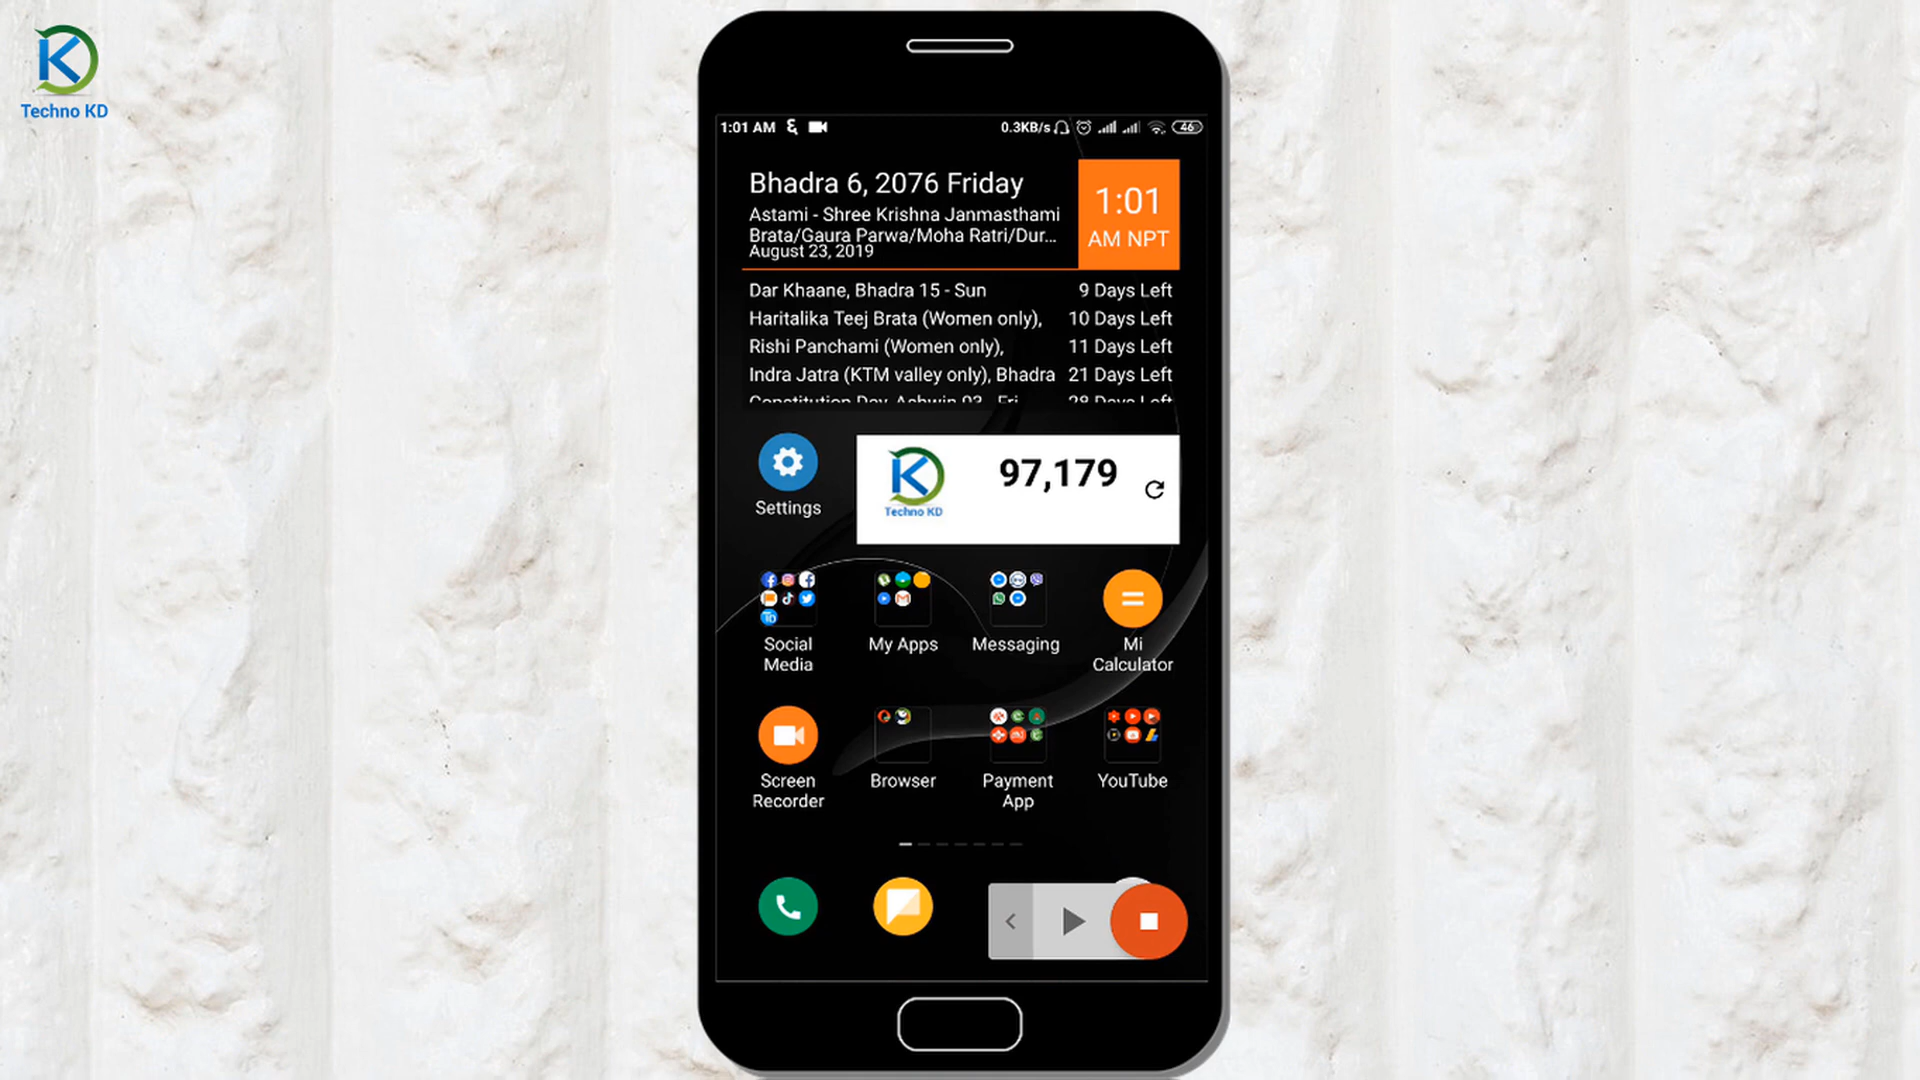 Techno KD
1:01 AM
0.3KB/s
46
Bhadra 6, 2076 Friday
Astami - Shree Krishna Janmasthami
Brata/Gaura Parwa/Moha Ratri/Dur...
August 23, 2019
1:01
AM NPT
Dar Khaane, Bhadra 15 - Sun 9 Days Left
Haritalika Teej Brata (Women only), 10 Days Left
Rishi Panchami (Women only), 11 Days Left
Indra Jatra (KTM valley only), Bhadra 21 Days Left
Constitution Day, Ashwin 03 - Fri 28 Days Left
Settings
Techno KD
97,179
Social
Media
My Apps
Messaging
Mi
Calculator
Screen
Recorder
Browser
Payment
App
YouTube